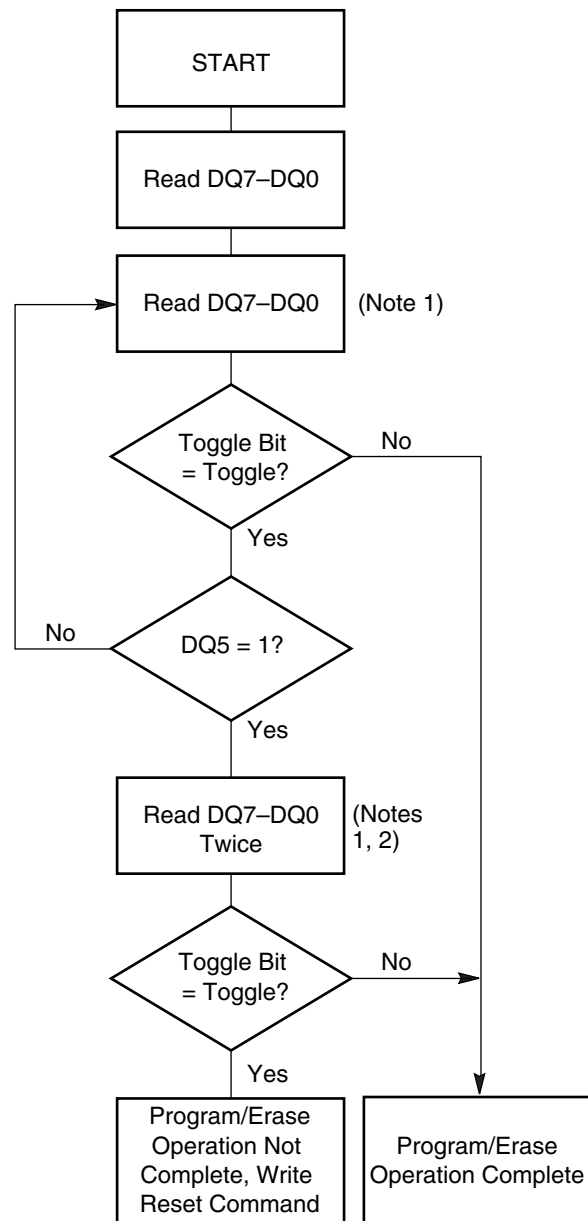 START
Read DQ7–DQ0
Read DQ7–DQ0
(Note 1)
Toggle Bit
= Toggle?
No
Yes
No
DQ5 = 1?
Yes
Read DQ7–DQ0
Twice
(Notes
1, 2)
Toggle Bit
= Toggle?
No
Yes
Program/Erase
Operation Not
Complete, Write
Reset Command
Program/Erase
Operation Complete